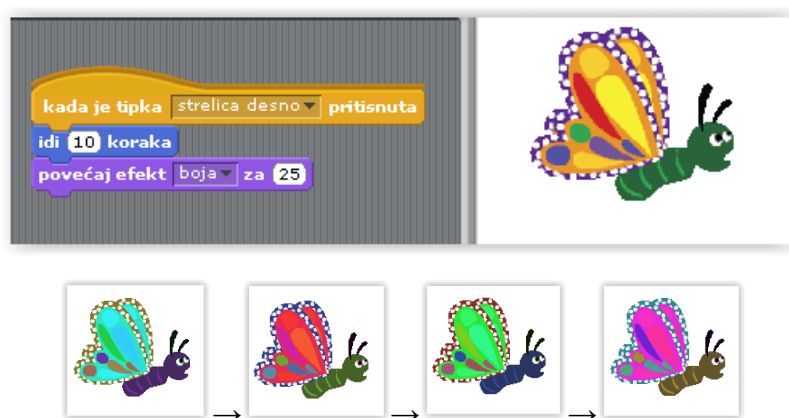 kada je tipka strelica desno pritisnuta
idi 10 koraka
povećaj efekt boja za 25